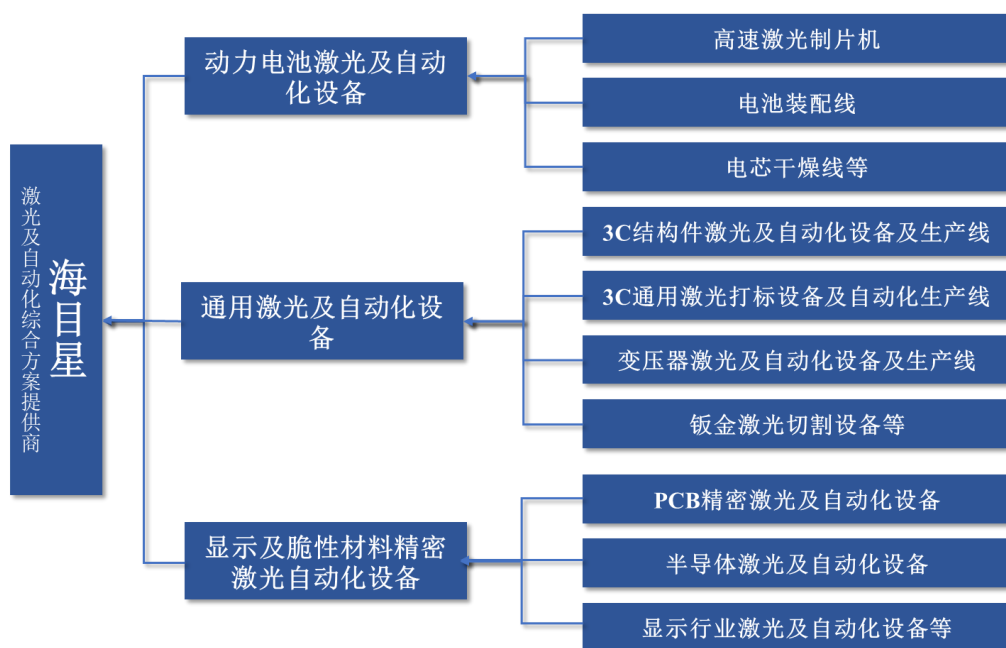 海目星
激光及自动化综合方案提供商
动力电池激光及自动
化设备
高速激光制片机
电池装配线
电芯干燥线等
通用激光及自动化设
备
3C结构件激光及自动化设备及生产线
3C通用激光打标设备及自动化生产线
变压器激光及自动化设备及生产线
钣金激光切割设备等
显示及脆性材料精密
激光自动化设备
PCB精密激光及自动化设备
半导体激光及自动化设备
显示行业激光及自动化设备等